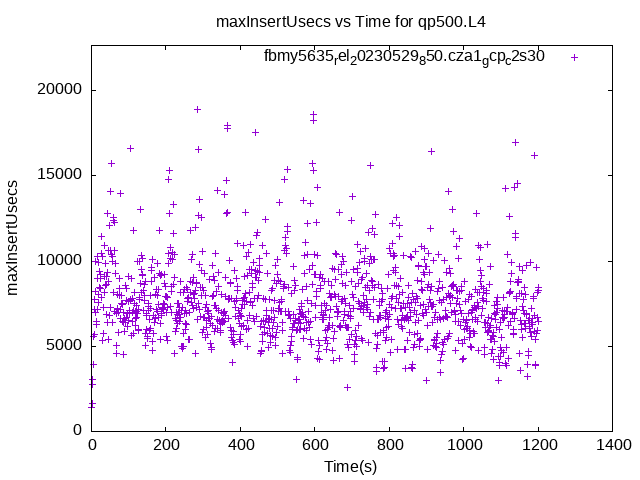 maxInsertUsecs vs Time for qp500.L4
fbmy5635rel20230529850.cza1gcpc2s30
20000
15000
10000
5000
0
maxInsertUsecs
0 200 400 600 800 1000 1200 1400
Time(s)